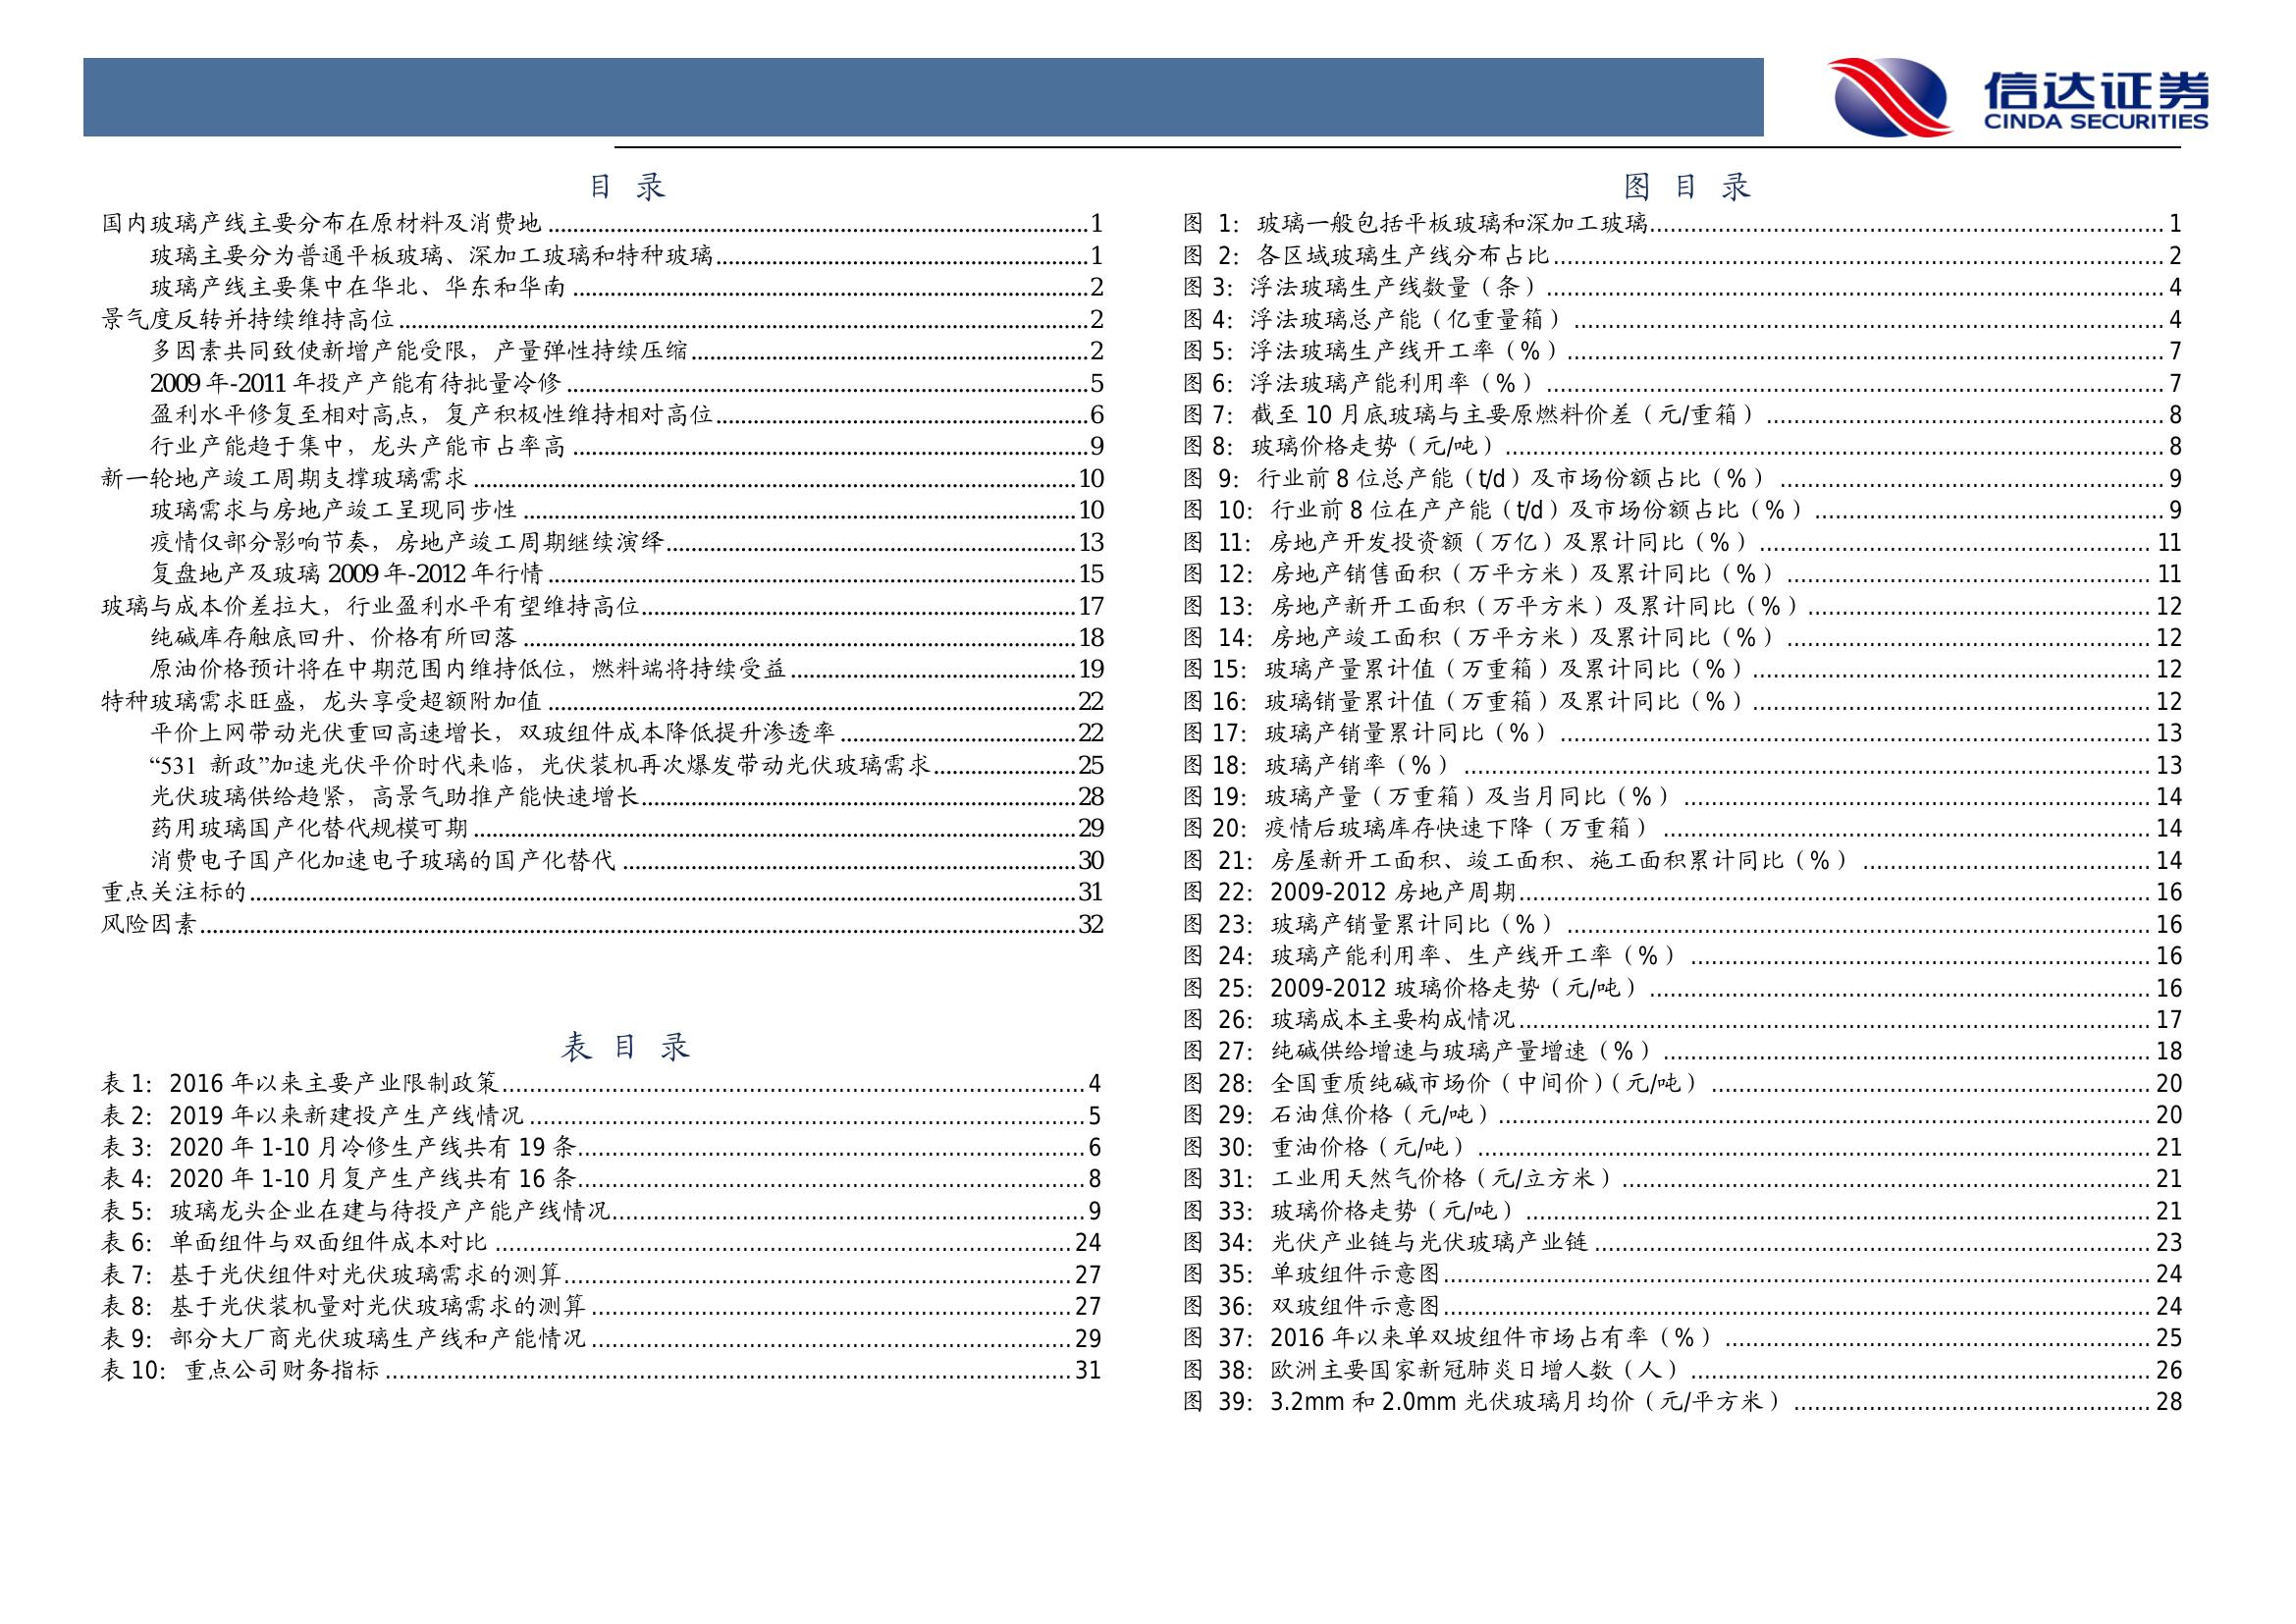 信达证券
CINDA SECURITIES
目 录
国内玻璃产线主要分布在原材料及消费地 ........ 1
玻璃主要分为普通平板玻璃、深加工玻璃和特种玻璃 ........ 1
玻璃产线主要集中在华北、华东和华南 ........ 2
景气度反转并持续维持高位 ........ 2
多因素共同致使新增产能受限，产量弹性持续压缩 ........ 2
2009 年-2011 年投产产能有待批量冷修 ........ 5
盈利水平修复至相对高点，复产积极性维持相对高位 ........ 6
行业产能趋于集中，龙头产能市占率高 ........ 9
新一轮地产竣工周期支撑玻璃需求 ........ 10
玻璃需求与房地产竣工呈现同步性 ........ 10
疫情仅部分影响节奏，房地产竣工周期继续演绎 ........ 13
复盘地产及玻璃 2009 年-2012 年行情 ........ 15
玻璃与成本价差拉大，行业盈利水平有望维持高位 ........ 17
纯碱库存触底回升、价格有所回落 ........ 18
原油价格预计将在中期范围内维持低位，燃料端将持续受益 ........ 19
特种玻璃需求旺盛，龙头享受超额附加值 ........ 22
平价上网带动光伏重回高速增长，双玻组件成本降低提升渗透率 ........ 22
“531 新政”加速光伏平价时代来临，光伏装机再次爆发带动光伏玻璃需求 ........ 25
光伏玻璃供给趋紧，高景气助推产能快速增长 ........ 28
药用玻璃国产化替代规模可期 ........ 29
消费电子国产化加速电子玻璃的国产化替代 ........ 30
重点关注标的 ........ 31
风险因素 ........ 32
表 目 录
表 1：2016 年以来主要产业限制政策 ........ 4
表 2：2019 年以来新建投产生产线情况 ........ 5
表 3：2020 年 1-10 月冷修生产线共有 19 条 ........ 6
表 4：2020 年 1-10 月复产生产线共有 16 条 ........ 8
表 5：玻璃龙头企业在建与待投产产能产线情况 ........ 9
表 6：单面组件与双面组件成本对比 ........ 24
表 7：基于光伏组件对光伏玻璃需求的测算 ........ 27
表 8：基于光伏装机量对光伏玻璃需求的测算 ........ 27
表 9：部分大厂商光伏玻璃生产线和产能情况 ........ 29
表 10：重点公司财务指标 ........ 31
图 目 录
图 1：玻璃一般包括平板玻璃和深加工玻璃 ........ 1
图 2：各区域玻璃生产线分布占比 ........ 2
图 3：浮法玻璃生产线数量（条） ........ 4
图 4：浮法玻璃总产能（亿重量箱） ........ 4
图 5：浮法玻璃生产线开工率（%） ........ 7
图 6：浮法玻璃产能利用率（%） ........ 7
图 7：截至 10 月底玻璃与主要原燃料价差（元/重箱） ........ 8
图 8：玻璃价格走势（元/吨） ........ 8
图 9：行业前 8 位总产能（t/d）及市场份额占比（%） ........ 9
图 10：行业前 8 位在产产能（t/d）及市场份额占比（%） ........ 9
图 11：房地产开发投资额（万亿）及累计同比（%） ........ 11
图 12：房地产销售面积（万平方米）及累计同比（%） ........ 11
图 13：房地产新开工面积（万平方米）及累计同比（%） ........ 12
图 14：房地产竣工面积（万平方米）及累计同比（%） ........ 12
图 15：玻璃产量累计值（万重箱）及累计同比（%） ........ 12
图 16：玻璃销量累计值（万重箱）及累计同比（%） ........ 12
图 17：玻璃产销量累计同比（%） ........ 13
图 18：玻璃产销率（%） ........ 13
图 19：玻璃产量（万重箱）及当月同比（%） ........ 14
图 20：疫情后玻璃库存快速下降（万重箱） ........ 14
图 21：房屋新开工面积、竣工面积、施工面积累计同比（%） ........ 14
图 22：2009-2012 房地产周期 ........ 16
图 23：玻璃产销量累计同比（%） ........ 16
图 24：玻璃产能利用率、生产线开工率（%） ........ 16
图 25：2009-2012 玻璃价格走势（元/吨） ........ 16
图 26：玻璃成本主要构成情况 ........ 17
图 27：纯碱供给增速与玻璃产量增速（%） ........ 18
图 28：全国重质纯碱市场价（中间价）（元/吨） ........ 20
图 29：石油焦价格（元/吨） ........ 20
图 30：重油价格（元/吨） ........ 21
图 31：工业用天然气价格（元/立方米） ........ 21
图 33：玻璃价格走势（元/吨） ........ 21
图 34：光伏产业链与光伏玻璃产业链 ........ 23
图 35：单玻组件示意图 ........ 24
图 36：双玻组件示意图 ........ 24
图 37：2016 年以来单双坡组件市场占有率（%） ........ 25
图 38：欧洲主要国家新冠肺炎日增人数（人） ........ 26
图 39：3.2mm 和 2.0mm 光伏玻璃月均价（元/平方米） ........ 28